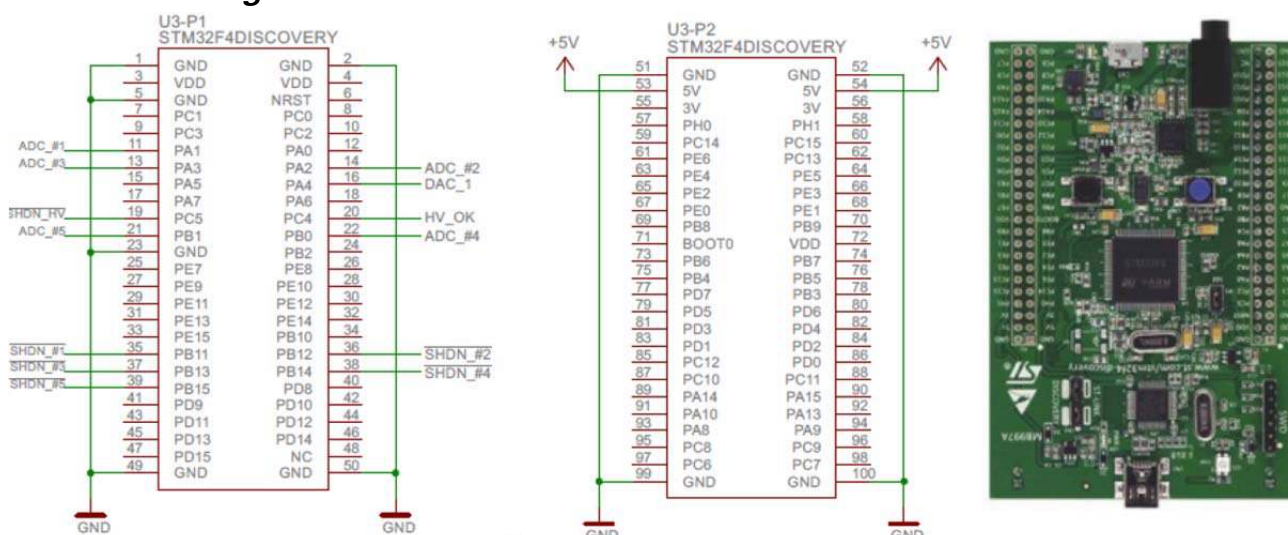 U3-P1
STM32F4DISCOVERY
1 GND GND 2
3 VDD VDD 4
5 GND NRST 6
7 PC1 PC0 8
9 PC3 PC2 10
ADC_#1 11 PA1 PA0 12
ADC_#3 13 PA3 PA2 14 ADC_#2
15 PA5 PA4 16 DAC_1
17 PA7 PA6 18
SHDN_HV 19 PC5 PC4 20 HV_OK
ADC_#5 21 PB1 PB0 22 ADC_#4
23 GND PB2 24
25 PE7 PE8 26
27 PE9 PE10 28
29 PE11 PE12 30
31 PE13 PE14 32
33 PE15 PB10 34
SHDN_#1 35 PB11 PB12 36 SHDN_#2
SHDN_#3 37 PB13 PB14 38 SHDN_#4
SHDN_#5 39 PB15 PD8 40
41 PD9 PD10 42
43 PD11 PD12 44
45 PD13 PD14 46
47 PD15 NC 48
49 GND GND 50
GND GND
U3-P2
STM32F4DISCOVERY
+5V +5V
51 GND GND 52
53 5V 5V 54
55 3V 3V 56
57 PH0 PH1 58
59 PC14 PC15 60
61 PE6 PC13 62
63 PE4 PE5 64
65 PE2 PE3 66
67 PE0 PE1 68
69 PB8 PB9 70
71 BOOT0 VDD 72
73 PB6 PB7 74
75 PB4 PB5 76
77 PD7 PB3 78
79 PD5 PD6 80
81 PD3 PD4 82
83 PD1 PD2 84
85 PC12 PD0 86
87 PC10 PC11 88
89 PA14 PA15 90
91 PA10 PA13 92
93 PA8 PA9 94
95 PC8 PC9 96
97 PC6 PC7 98
99 GND GND 100
GND GND
www.st.com/stm32f4-discovery
DISCOVERY
ST-LINK
MB997A